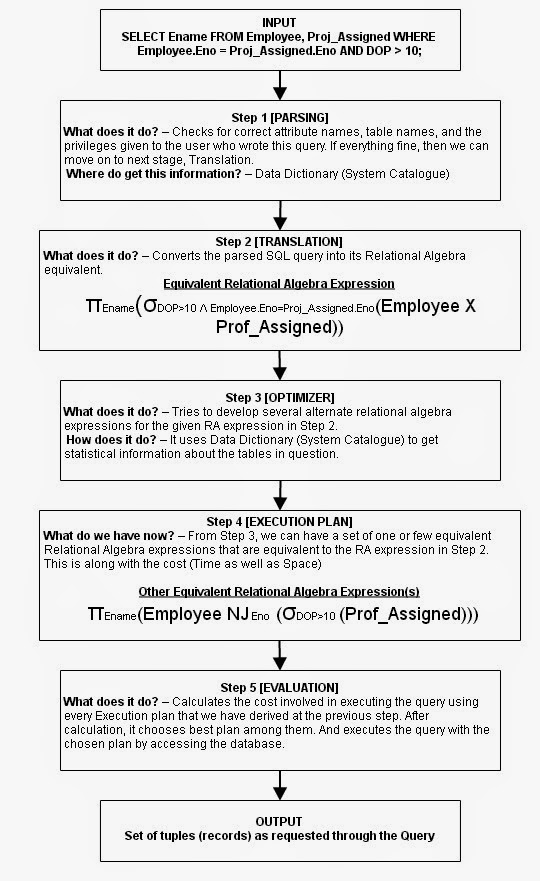 INPUT
SELECT Ename FROM Employee, Proj_Assigned WHERE
Employee.Eno = Proj_Assigned.Eno AND DOP > 10;
Step 1 [PARSING]
What does it do? – Checks for correct attribute names, table names, and the
privileges given to the user who wrote this query. If everything fine, then we can
move on to next stage, Translation.
Where do get this information? – Data Dictionary (System Catalogue)
Step 2 [TRANSLATION]
What does it do? – Converts the parsed SQL query into its Relational Algebra
equivalent.
Equivalent Relational Algebra Expression
πEname(σDOP>10 Λ Employee.Eno=Proj_Assigned.Eno(Employee X
Prof_Assigned))
Step 3 [OPTIMIZER]
What does it do? – Tries to develop several alternate relational algebra
expressions for the given RA expression in Step 2.
How does it do? – It uses Data Dictionary (System Catalogue) to get
statistical information about the tables in question.
Step 4 [EXECUTION PLAN]
What do we have now? – From Step 3, we can have a set of one or few equivalent
Relational Algebra expressions that are equivalent to the RA expression in Step 2.
This is along with the cost (Time as well as Space)
Other Equivalent Relational Algebra Expression(s)
πEname(Employee NJEno (σDOP>10 (Prof_Assigned)))
Step 5 [EVALUATION]
What does it do? – Calculates the cost involved in executing the query using
every Execution plan that we have derived at the previous step. After
calculation, it chooses best plan among them. And executes the query with the
chosen plan by accessing the database.
OUTPUT
Set of tuples (records) as requested through the Query